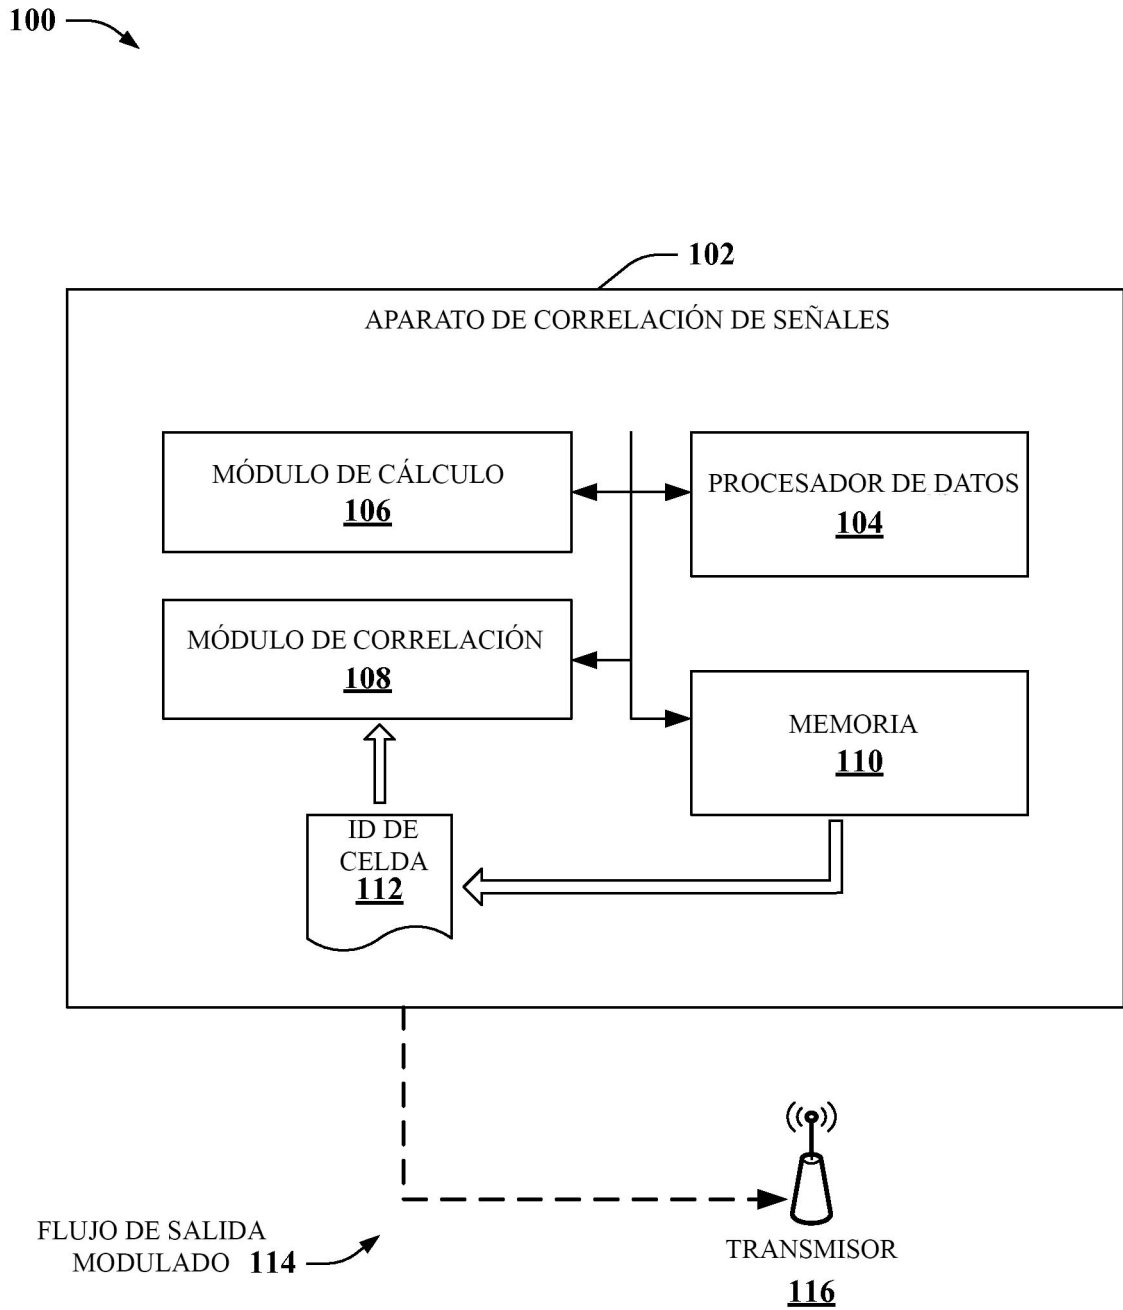 100
102
APARATO DE CORRELACIÓN DE SEÑALES
MÓDULO DE CÁLCULO
106
PROCESADOR DE DATOS
104
MÓDULO DE CORRELACIÓN
108
MEMORIA
110
ID DE
CELDA
112
FLUJO DE SALIDA
MODULADO 114
TRANSMISOR
116